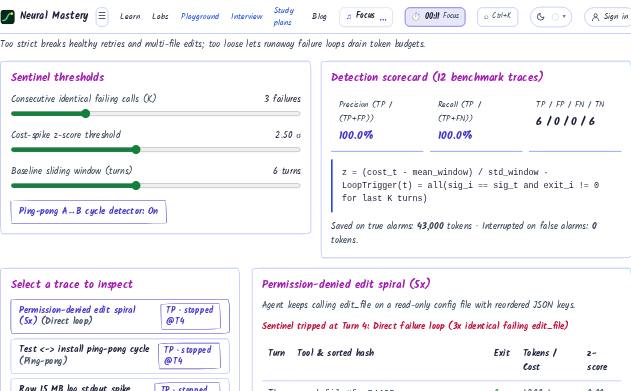 Neural Mastery
Learn
Labs
Playground
Interview
Study plans
Blog
Focus ...
00:11 Focus
Ctrl+K
Sign in
Too strict breaks healthy retries and multi-file edits; too loose lets runaway failure loops drain token budgets.
Sentinel thresholds
Consecutive identical failing calls (K) 3 failures
Cost-spike z-score threshold 2.50 σ
Baseline sliding window (turns) 6 turns
Ping-pong A↔B cycle detector: On
Detection scorecard (12 benchmark traces)
Precision (TP / (TP+FP))
100.0%
Recall (TP / (TP+FN))
100.0%
TP / FP / FN / TN
6 / 0 / 0 / 6
z = (cost_t - mean_window) / std_window -
LoopTrigger(t) = all(sig_i == sig_t and exit_i != 0
for last K turns)
Saved on true alarms: 43,000 tokens · Interrupted on false alarms: 0
tokens.
Select a trace to inspect
Permission-denied edit spiral
(5x) (Direct loop)
TP · stopped
@T4
Test <-> install ping-pong cycle
(Ping-pong)
TP · stopped
@T4
Raw 15 MB log stdout spike
TP · stopped
Permission-denied edit spiral (5x)
Agent keeps calling edit_file on a read-only config file with reordered JSON keys.
Sentinel tripped at Turn 4: Direct failure loop (3x identical failing edit_file)
Turn Tool & sorted hash Exit Tokens / Cost z-score